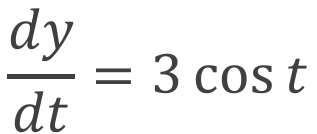 dy/dt = 3 cos t